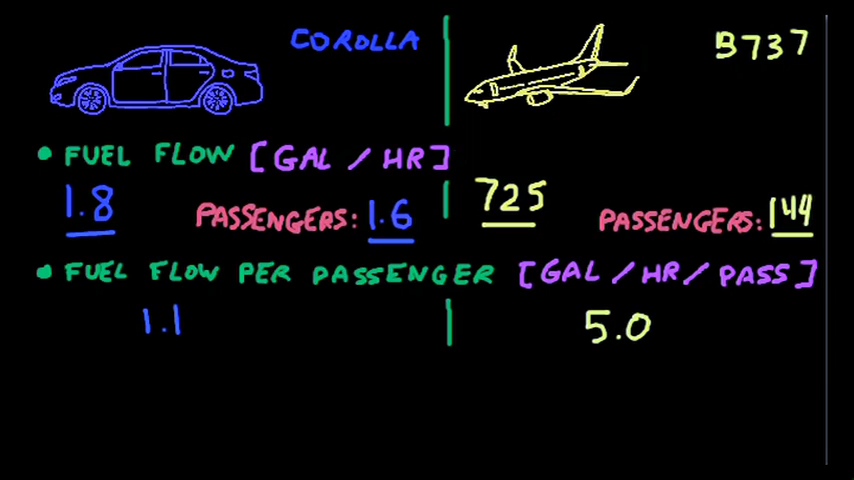 COROLLA B737
• FUEL FLOW [GAL / HR]
1.8 PASSENGERS: 1.6 725 PASSENGERS: 144
• FUEL FLOW PER PASSENGER [GAL / HR / PASS]
1.1 5.0